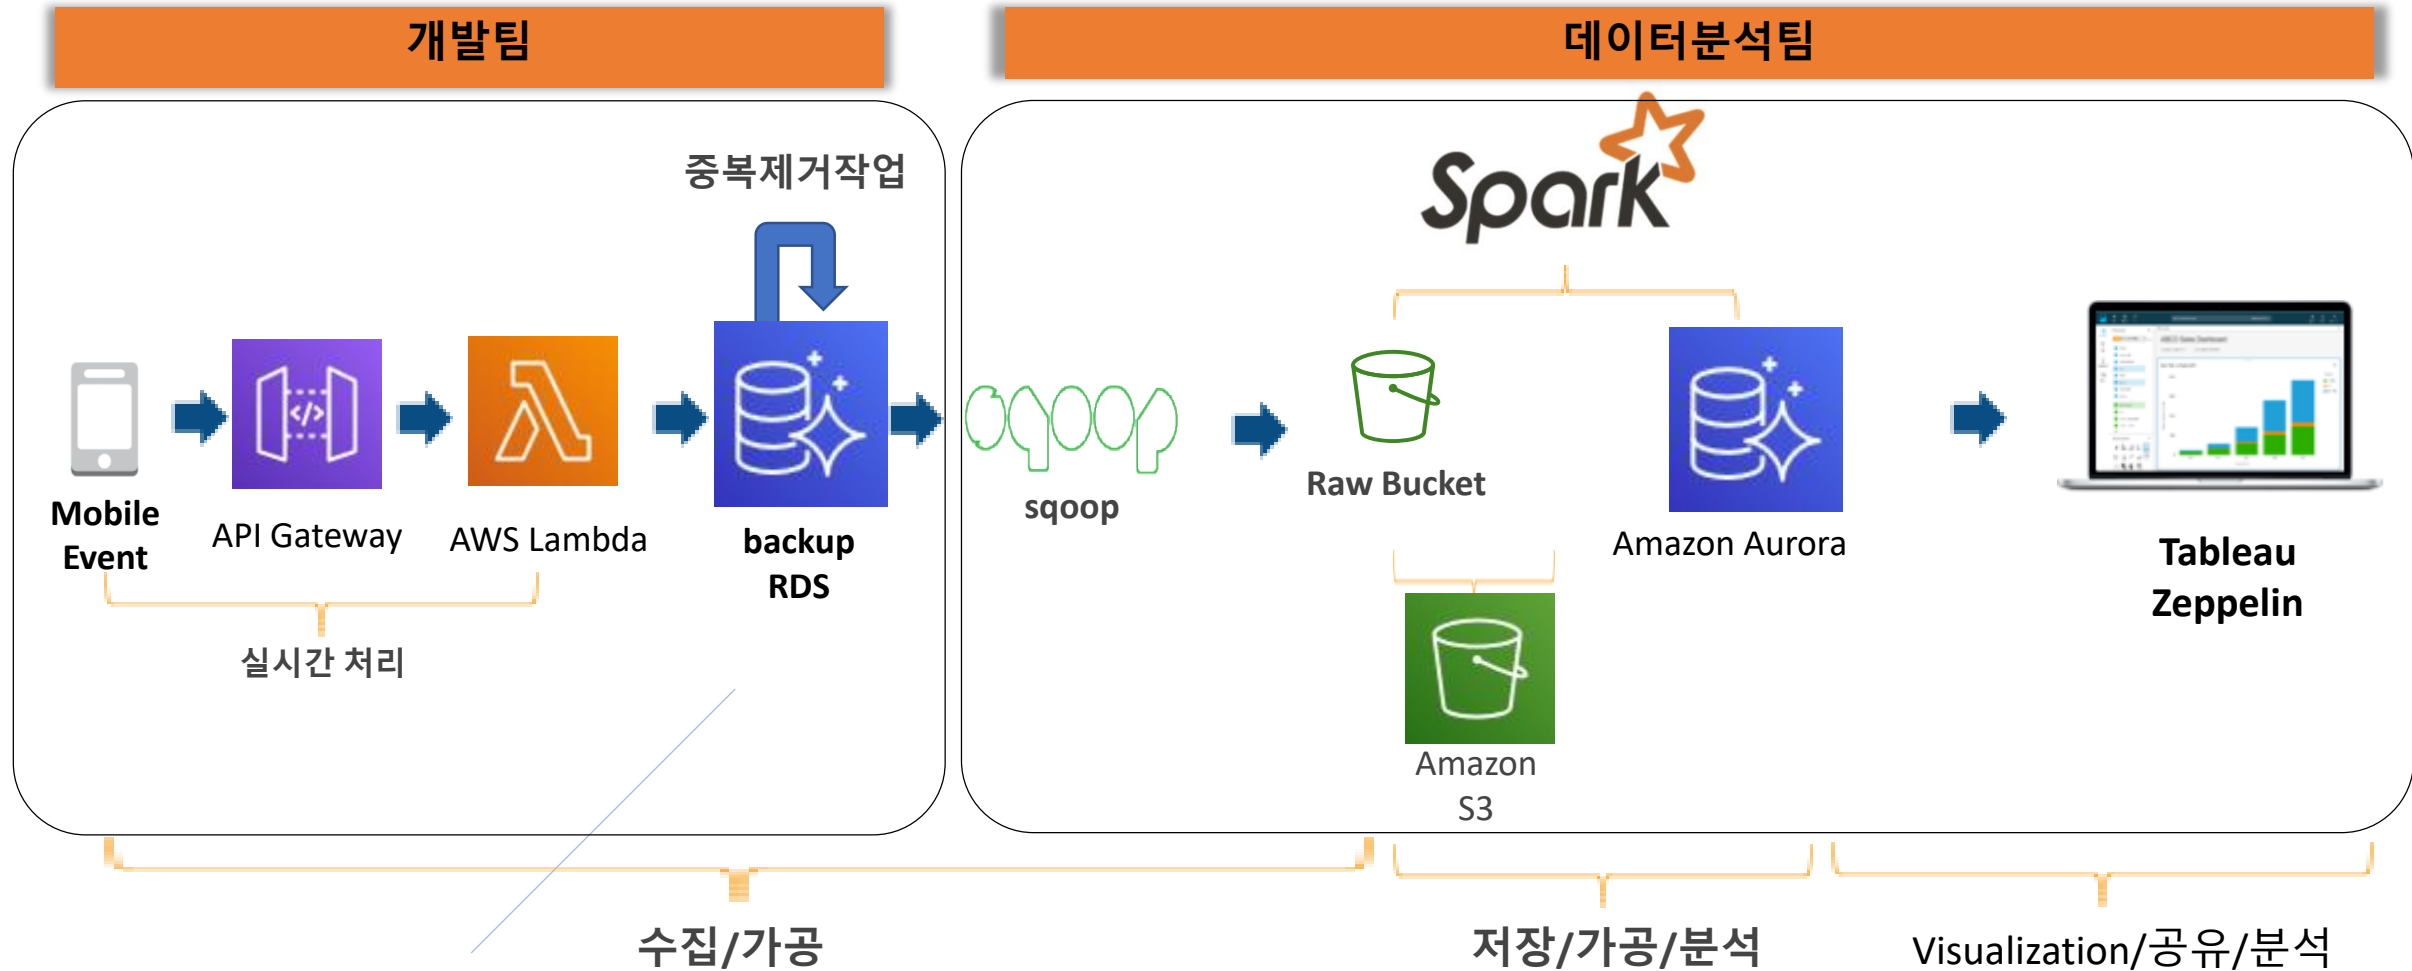 개발팀
데이터분석팀
중복제거작업
Spark
Mobile
Event
API Gateway
</>
AWS Lambda
backup
RDS
sqoop
sqoop
Raw Bucket
Amazon Aurora
Tableau
Zeppelin
실시간 처리
Amazon
S3
수집/가공
저장/가공/분석
Visualization/공유/분석